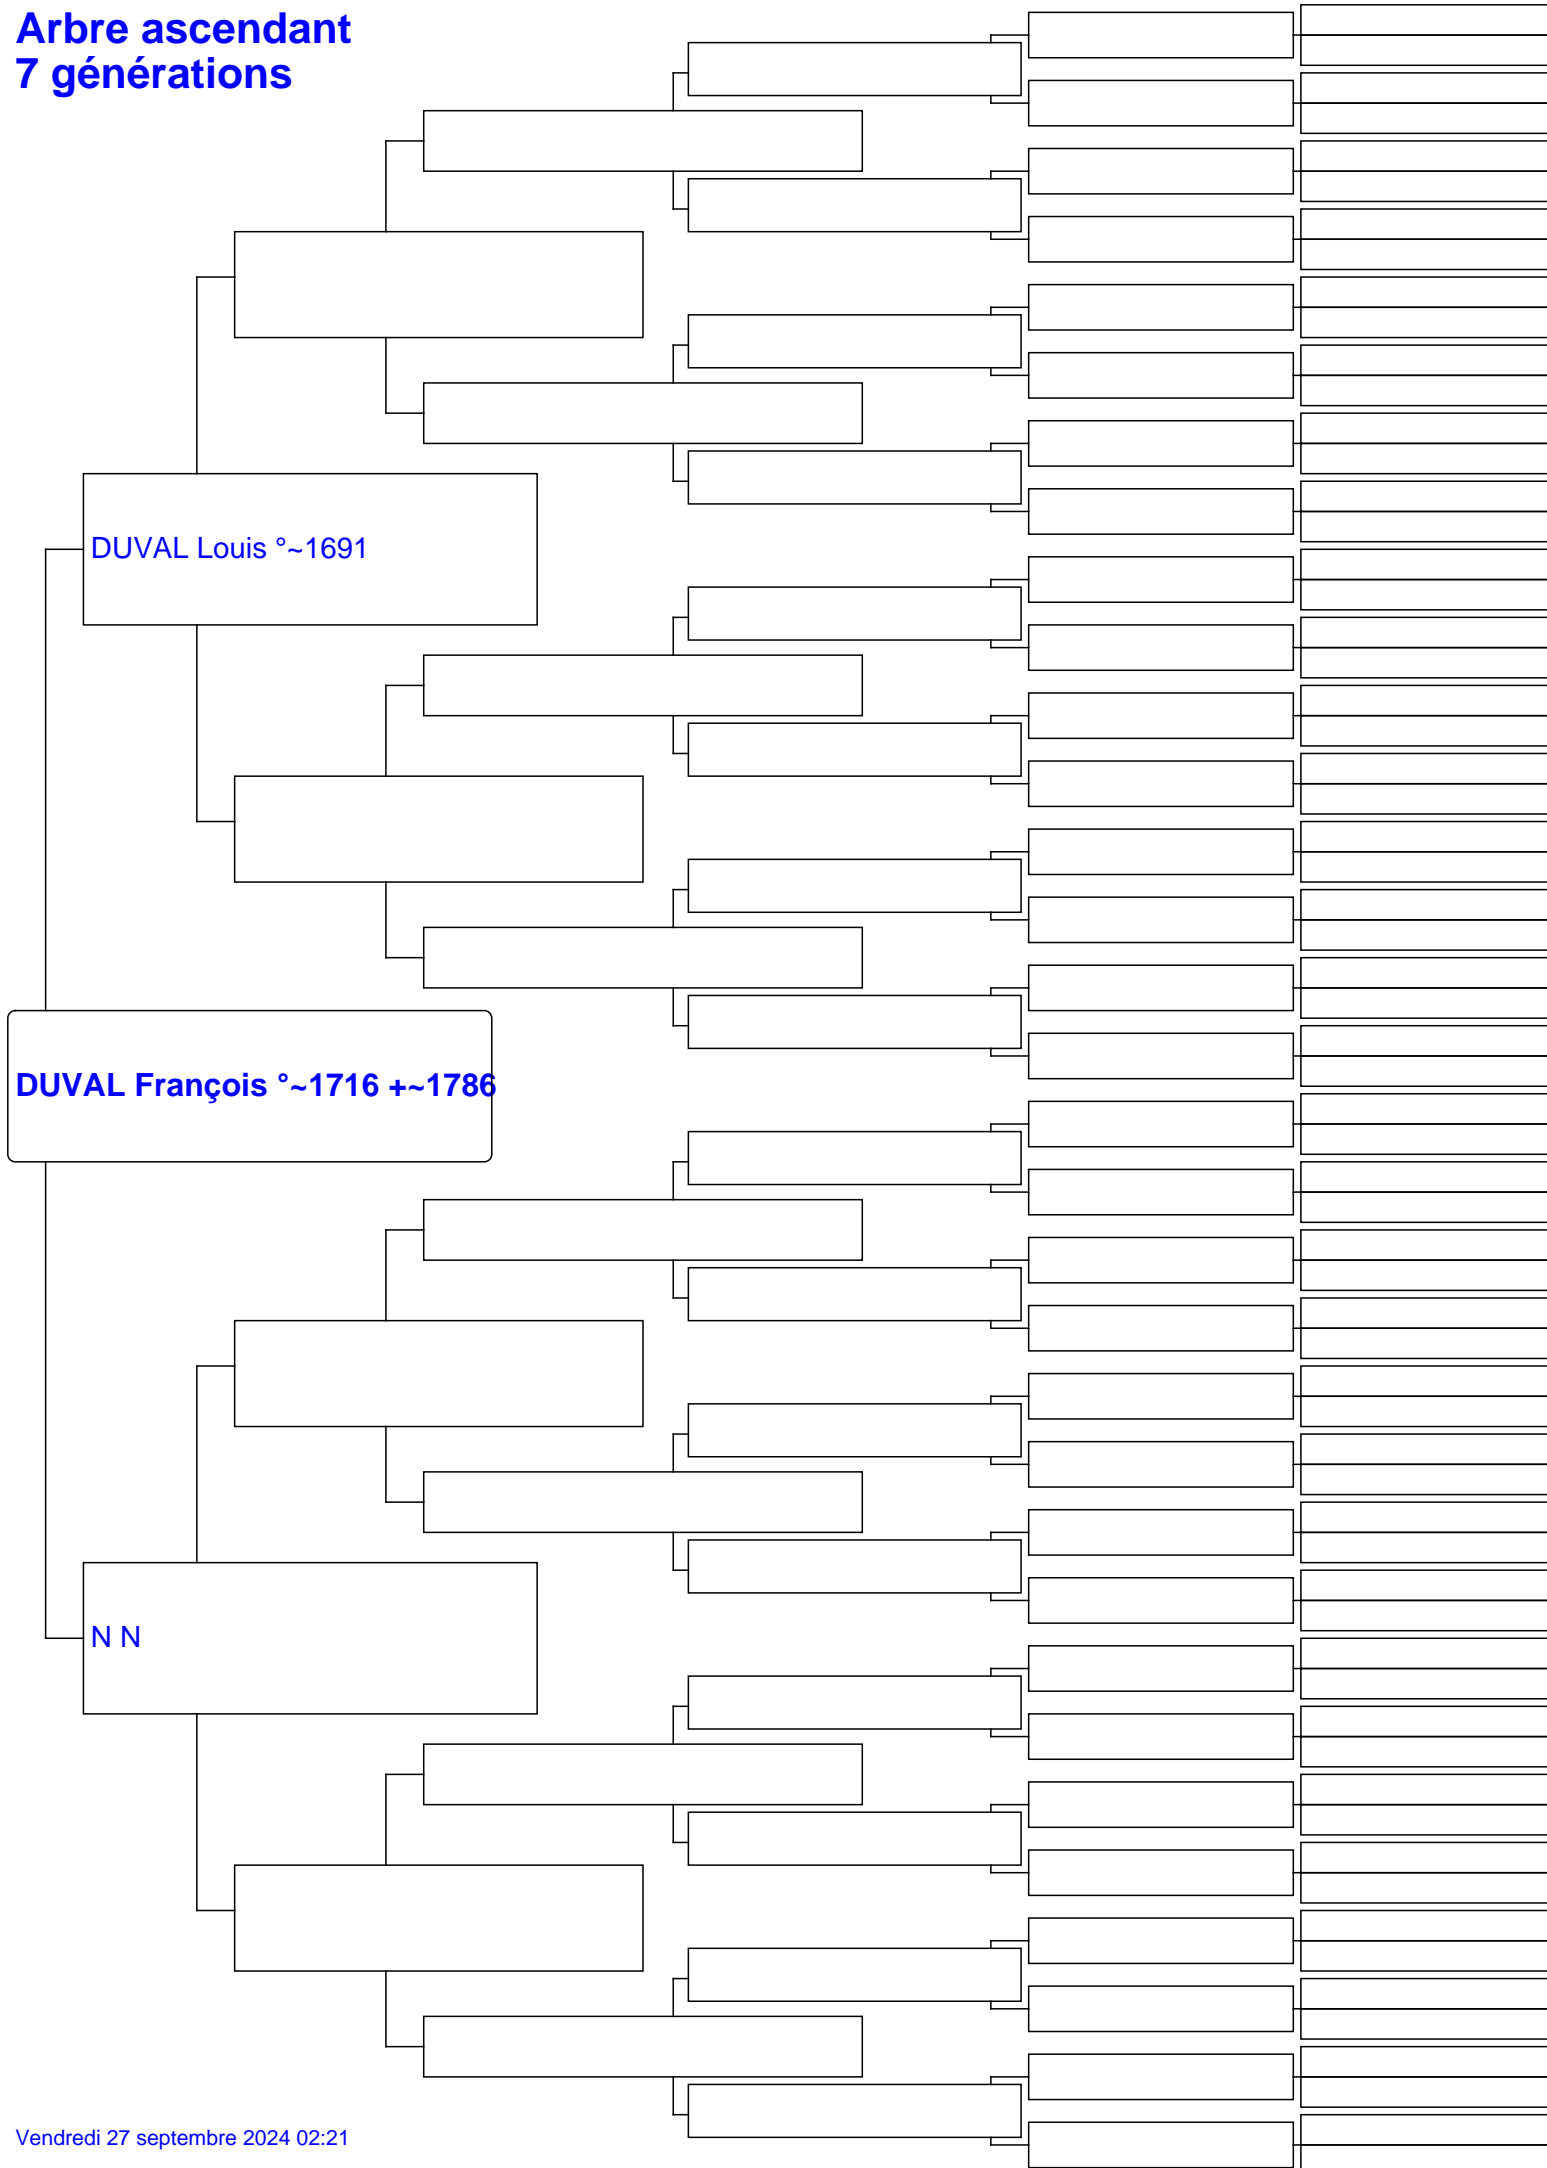 Arbre ascendant
7 générations
DUVAL Louis °~1691
DUVAL François °~1716 +~1786
N N
Vendredi 27 septembre 2024 02:21